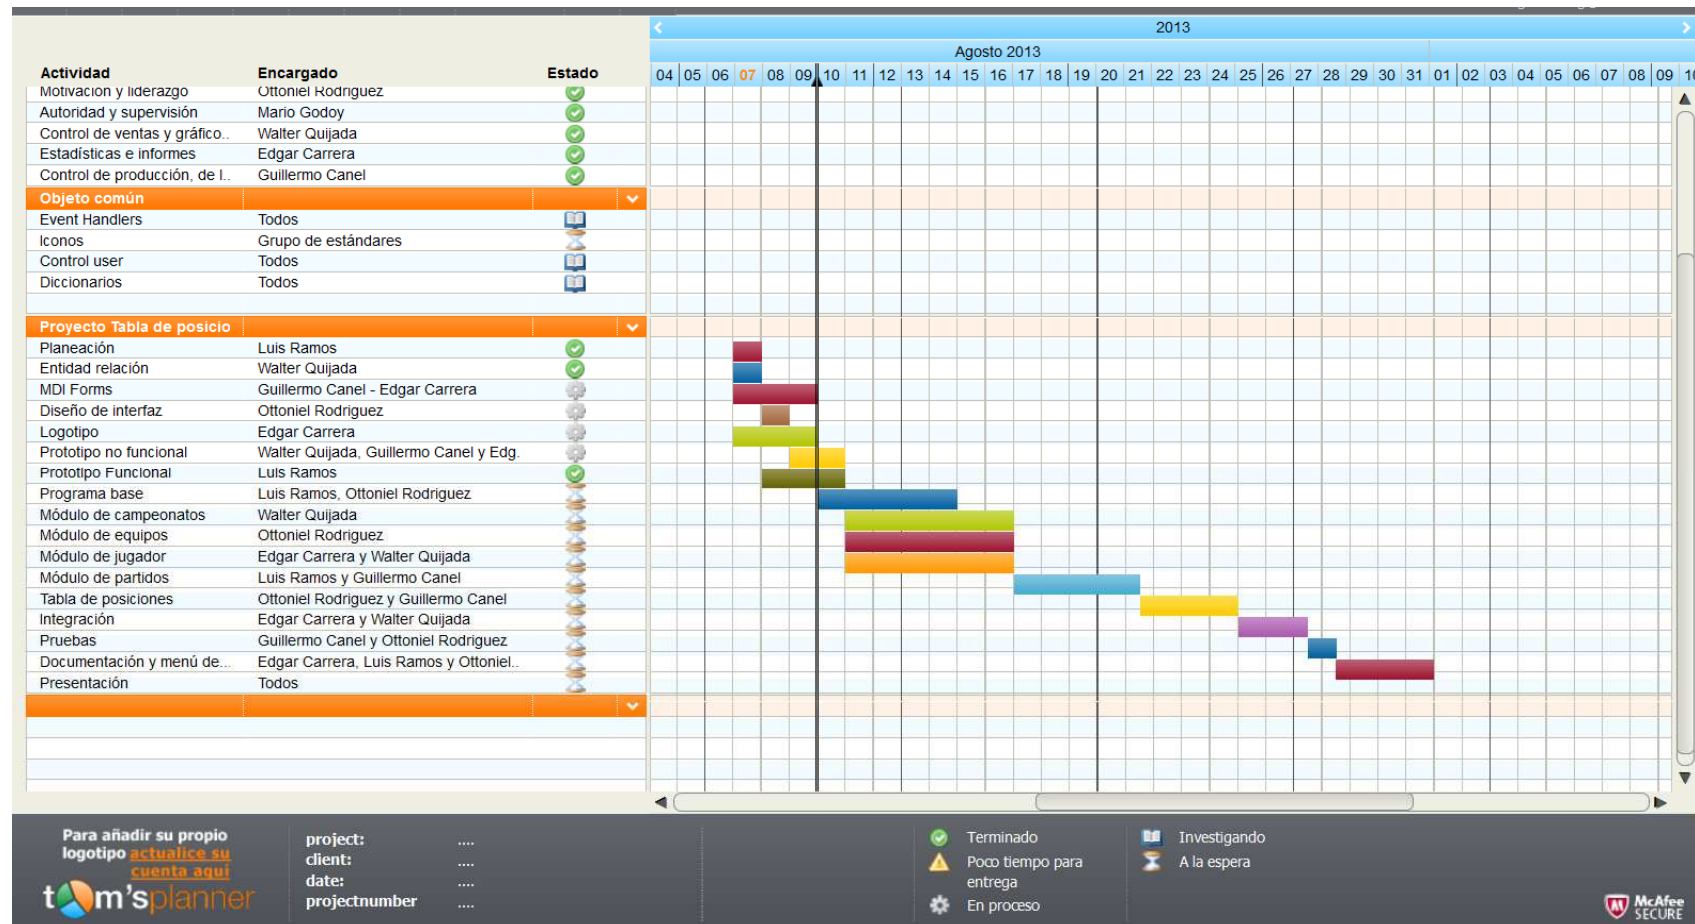 2013
Agosto 2013
Actividad Encargado Estado 04 05 06 07 08 09 10 11 12 13 14 15 16 17 18 19 20 21 22 23 24 25 26 27 28 29 30 31 01 02 03 04 05 06 07 08 09
Motivación y liderazgo Ottoniel Rodriguez
Autoridad y supervisión Mario Godoy
Control de ventas y gráfico.. Walter Quijada
Estadísticas e informes Edgar Carrera
Control de producción, de l.. Guillermo Canel
Objeto común
Event Handlers Todos
Iconos Grupo de estándares
Control user Todos
Diccionarios Todos
Proyecto Tabla de posicio
Planeación Luis Ramos
Entidad relación Walter Quijada
MDI Forms Guillermo Canel - Edgar Carrera
Diseño de interfaz Ottoniel Rodriguez
Logotipo Edgar Carrera
Prototipo no funcional Walter Quijada, Guillermo Canel y Edg.
Prototipo Funcional Luis Ramos
Programa base Luis Ramos, Ottoniel Rodriguez
Módulo de campeonatos Walter Quijada
Módulo de equipos Ottoniel Rodriguez
Módulo de jugador Edgar Carrera y Walter Quijada
Módulo de partidos Luis Ramos y Guillermo Canel
Tabla de posiciones Ottoniel Rodriguez y Guillermo Canel
Integración Edgar Carrera y Walter Quijada
Pruebas Guillermo Canel y Ottoniel Rodriguez
Documentación y menú de... Edgar Carrera, Luis Ramos y Ottoniel..
Presentación Todos
Para añadir su propio
logotipo actualice su
cuenta aquí
tom'splanner
project: ....
client: ....
date: ....
projectnumber ....
Terminado
Poco tiempo para
entrega
En proceso
Investigando
A la espera
McAfee
SECURE